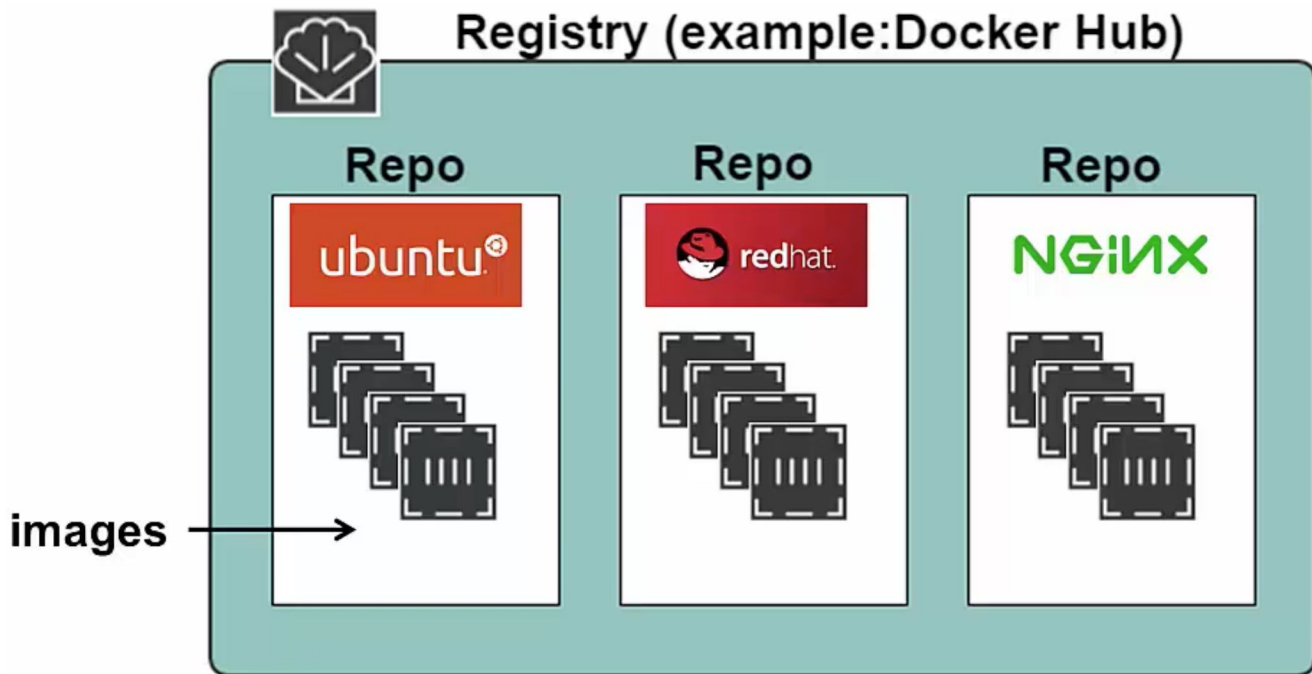 Registry (example:Docker Hub)
Repo
Repo
Repo
ubuntu
redhat.
NGiNX
images